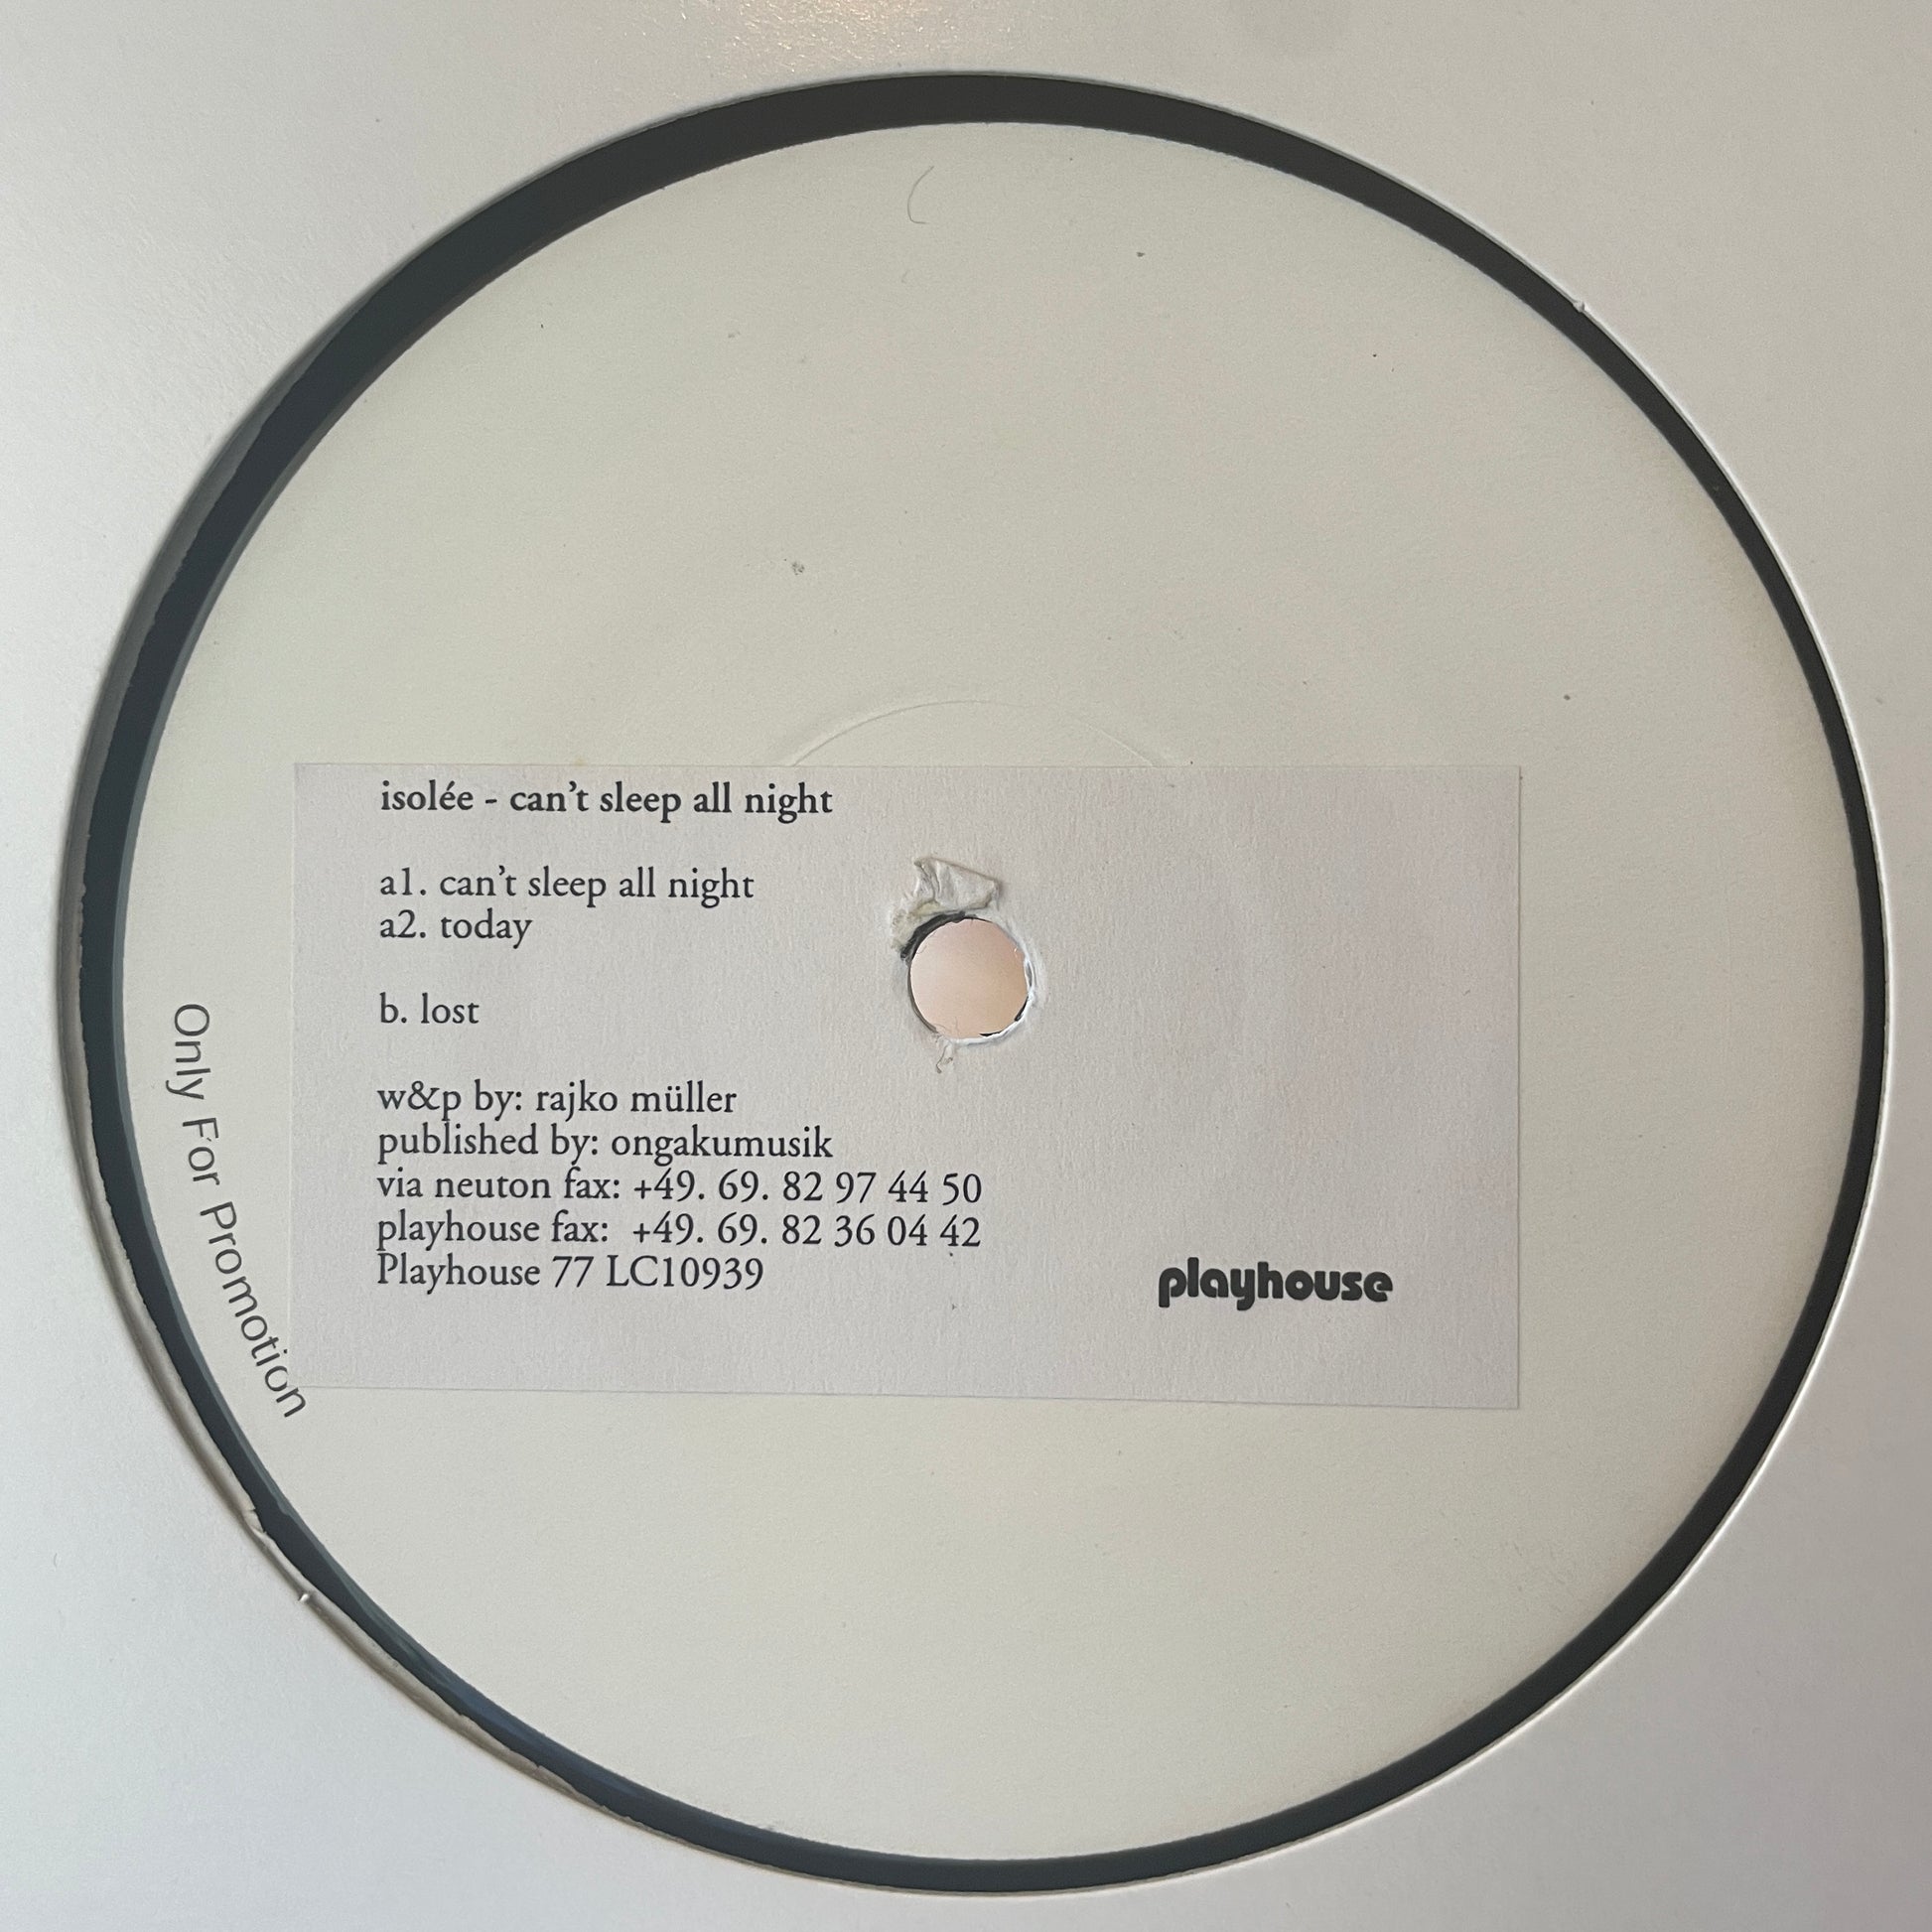 isolée - can't sleep all night
a1. can't sleep all night
a2. today
b. lost
w&p by: rajko müller
published by: ongakumusik
via neuton fax: +49. 69. 82 97 44 50
playhouse fax:  +49. 69. 82 36 04 42
Playhouse 77 LC10939
playhouse
Only For Promotion